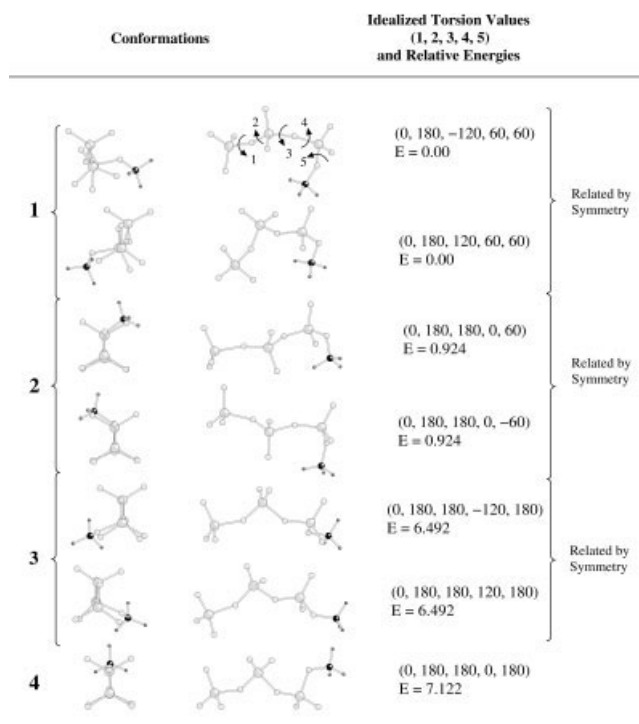 Conformations
Idealized Torsion Values
(1, 2, 3, 4, 5)
and Relative Energies
1
2
4
1
3
5
(0, 180, −120, 60, 60)
E = 0.00
Related by
Symmetry
(0, 180, 120, 60, 60)
E = 0.00
2
(0, 180, 180, 0, 60)
E = 0.924
Related by
Symmetry
(0, 180, 180, 0, −60)
E = 0.924
3
(0, 180, 180, −120, 180)
E = 6.492
Related by
Symmetry
(0, 180, 180, 120, 180)
E = 6.492
4
(0, 180, 180, 0, 180)
E = 7.122